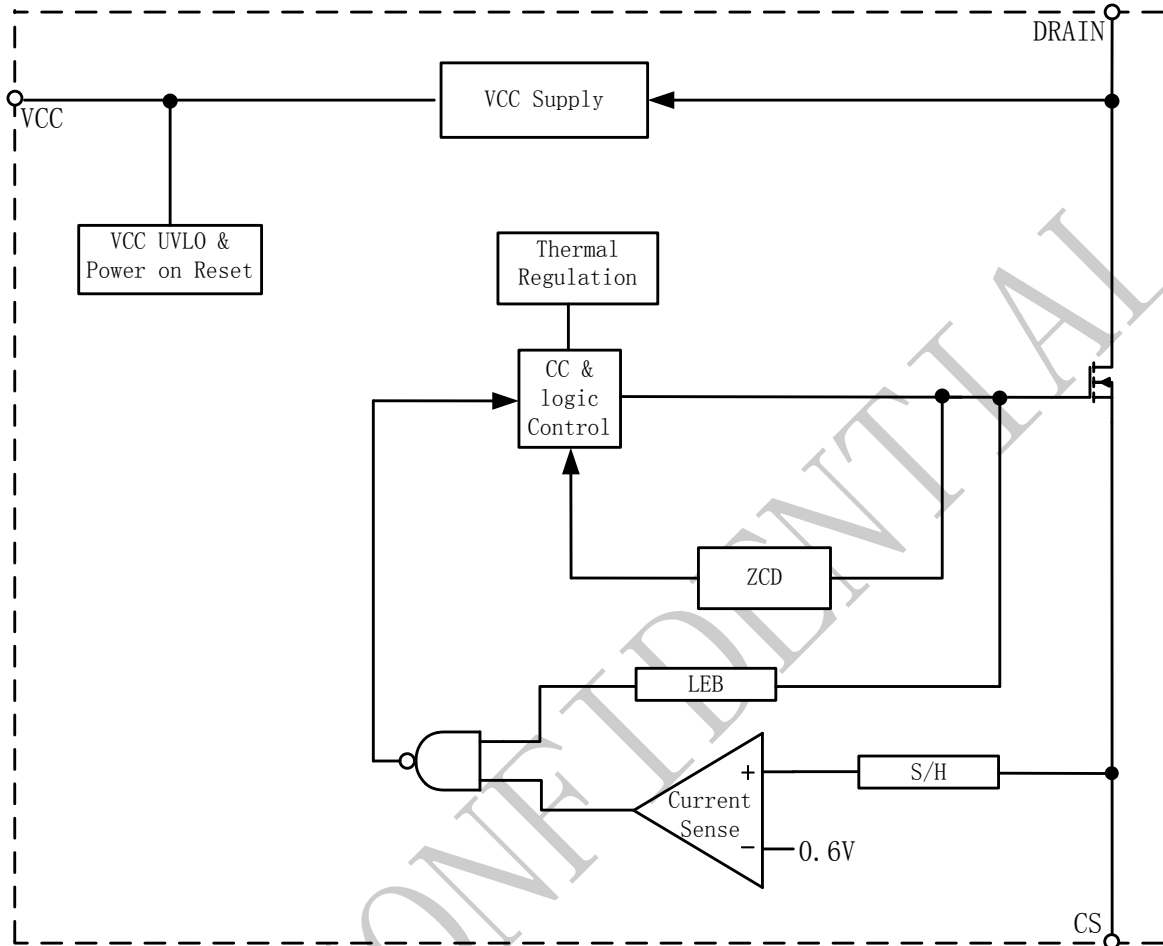 DRAIN
VCC Supply
VCC
VCC UVLO &
Power on Reset
Thermal
Regulation
CC &
logic
Control
ZCD
LEB
S/H
+
Current
Sense
−
0.6V
CS
CONFIDENTIAL